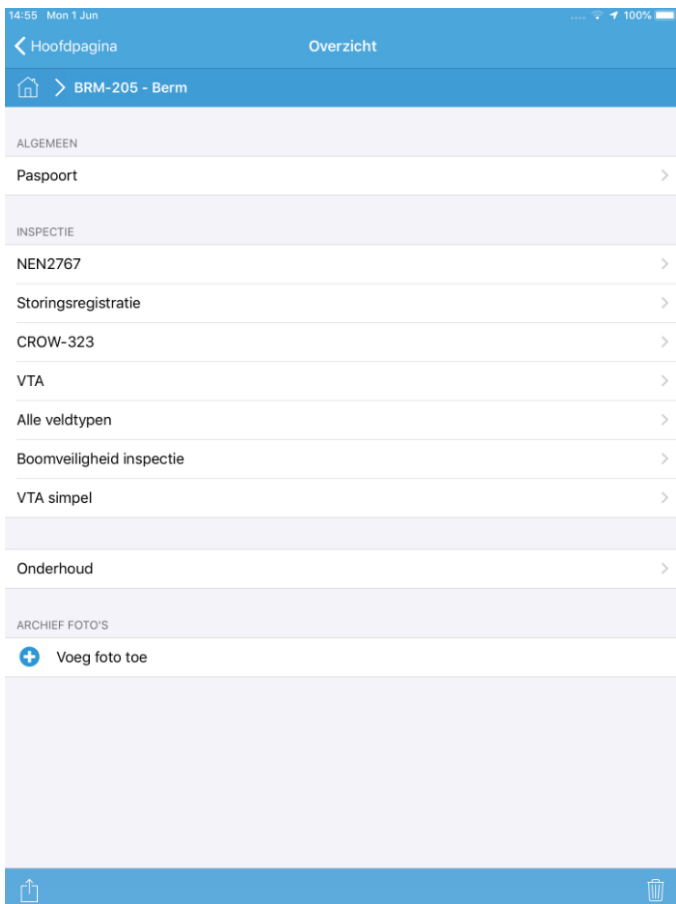 14:55 Mon 1 Jun 100%
Hoofdpagina Overzicht
BRM-205 - Berm
ALGEMEEN
Paspoort
INSPECTIE
NEN2767
Storingsregistratie
CROW-323
VTA
Alle veldtypen
Boomveiligheid inspectie
VTA simpel
Onderhoud
ARCHIEF FOTO'S
Voeg foto toe